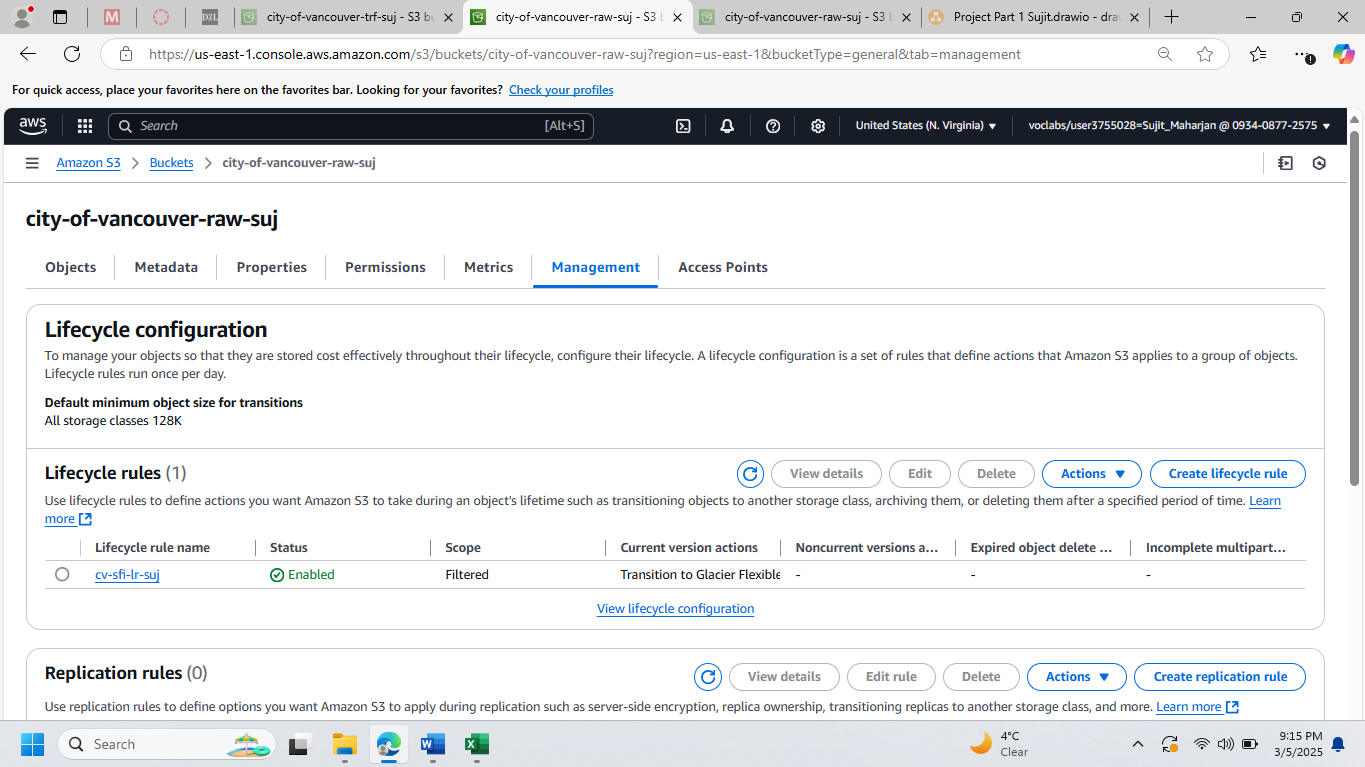 M
D2L
city-of-vancouver-trf-suj - S3 bu
city-of-vancouver-raw-suj - S3 b
city-of-vancouver-raw-suj - S3 b
Project Part 1 Sujit.drawio - drav
https://us-east-1.console.aws.amazon.com/s3/buckets/city-of-vancouver-raw-suj?region=us-east-1&bucketType=general&tab=management
For quick access, place your favorites here on the favorites bar. Looking for your favorites? Check your profiles
aws
Search
[Alt+S]
United States (N. Virginia)
voclabs/user3755028=Sujit_Maharjan @ 0934-0877-2575
Amazon S3
Buckets
city-of-vancouver-raw-suj
city-of-vancouver-raw-suj
Objects
Metadata
Properties
Permissions
Metrics
Management
Access Points
Lifecycle configuration
To manage your objects so that they are stored cost effectively throughout their lifecycle, configure their lifecycle. A lifecycle configuration is a set of rules that define actions that Amazon S3 applies to a group of objects.
Lifecycle rules run once per day.
Default minimum object size for transitions
All storage classes 128K
Lifecycle rules (1)
View details
Edit
Delete
Actions
Create lifecycle rule
Use lifecycle rules to define actions you want Amazon S3 to take during an object's lifetime such as transitioning objects to another storage class, archiving them, or deleting them after a specified period of time. Learn
more
Lifecycle rule name
Status
Scope
Current version actions
Noncurrent versions a...
Expired object delete ...
Incomplete multipart...
cv-sfi-lr-suj
Enabled
Filtered
Transition to Glacier Flexible
-
-
-
View lifecycle configuration
Replication rules (0)
View details
Edit rule
Delete
Actions
Create replication rule
Use replication rules to define options you want Amazon S3 to apply during replication such as server-side encryption, replica ownership, transitioning replicas to another storage class, and more. Learn more
Search
4°C
Clear
9:15 PM
3/5/2025